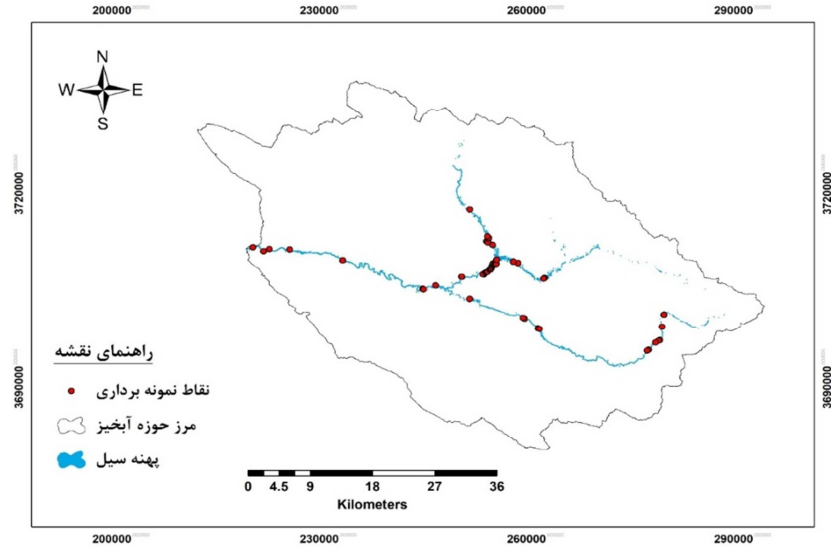 200000 230000 260000 290000
N
W E
S
3720000 3720000
3690000 3690000
راهنمای نقشه
نقاط نمونه برداری
مرز حوزه آبخیز
پهنه سیل
0 4.5 9 18 27 36
Kilometers
200000 230000 260000 290000